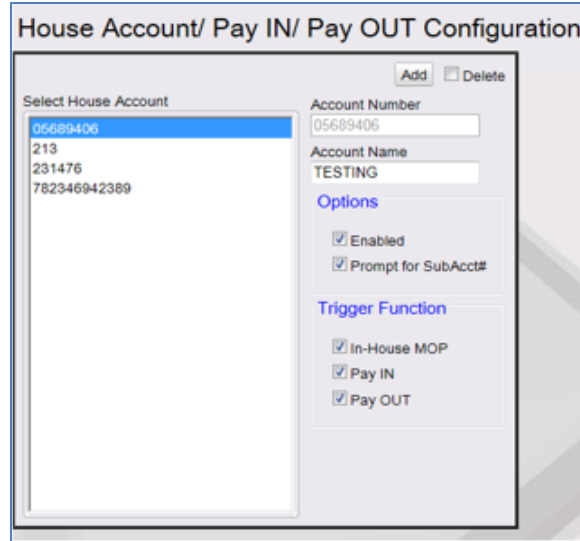 House Account/ Pay IN/ Pay OUT Configuration
Add Delete
Select House Account
05689406
213
231476
782346942389
Account Number
05689406
Account Name
TESTING
Options
Enabled
Prompt for SubAcct#
Trigger Function
In-House MOP
Pay IN
Pay OUT